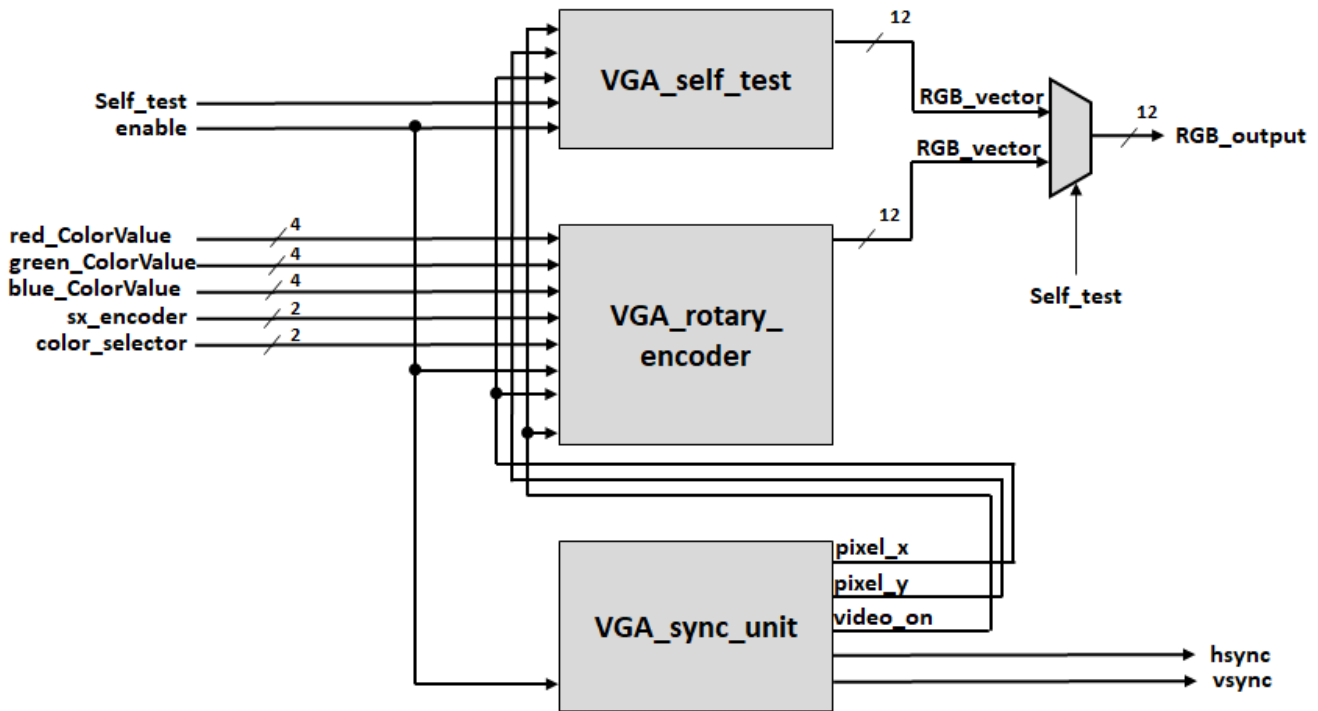 12
VGA_self_test
Self_test
enable
RGB_vector
12
RGB_output
RGB_vector
red_ColorValue
4
green_ColorValue
4
blue_ColorValue
4
sx_encoder
2
color_selector
2
12
VGA_rotary_
encoder
Self_test
pixel_x
pixel_y
video_on
VGA_sync_unit
hsync
vsync